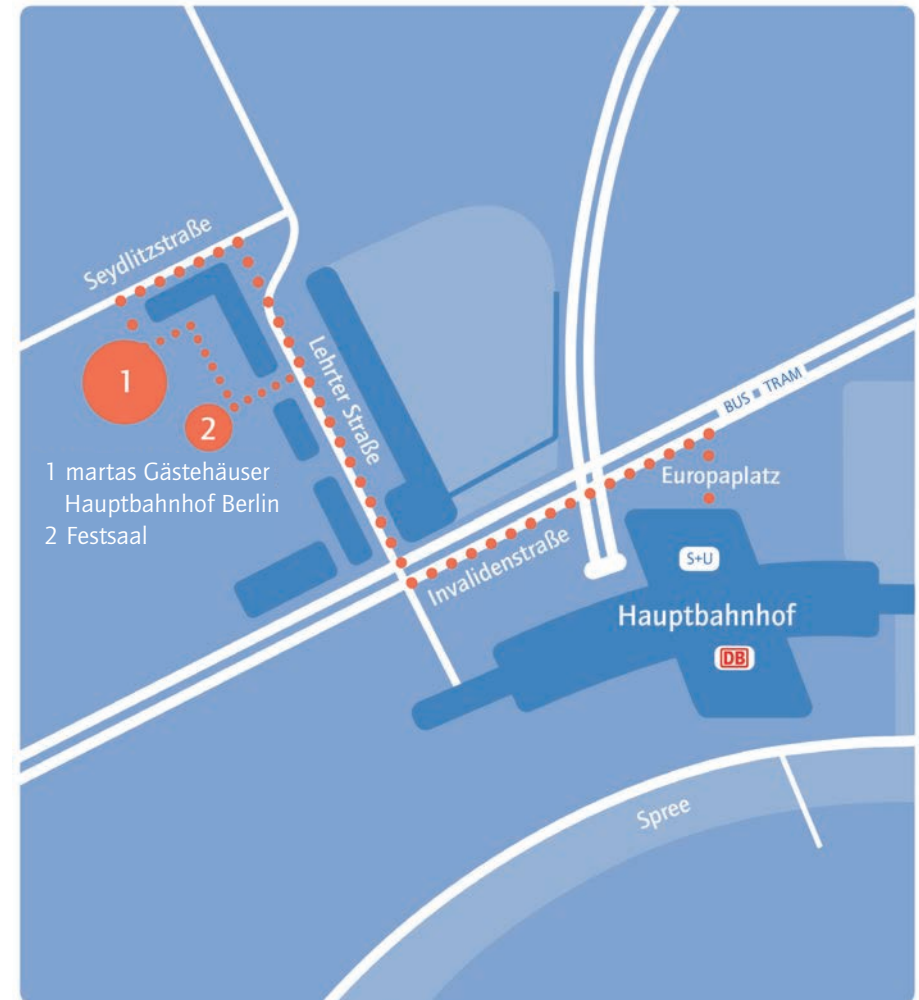 Seydlitzstraße
Lehrter Straße
1
2
1 martas Gästehäuser
Hauptbahnhof Berlin
2 Festsaal
BUS TRAM
Europaplatz
Invalidenstraße
S+U
Hauptbahnhof
DB
Spree